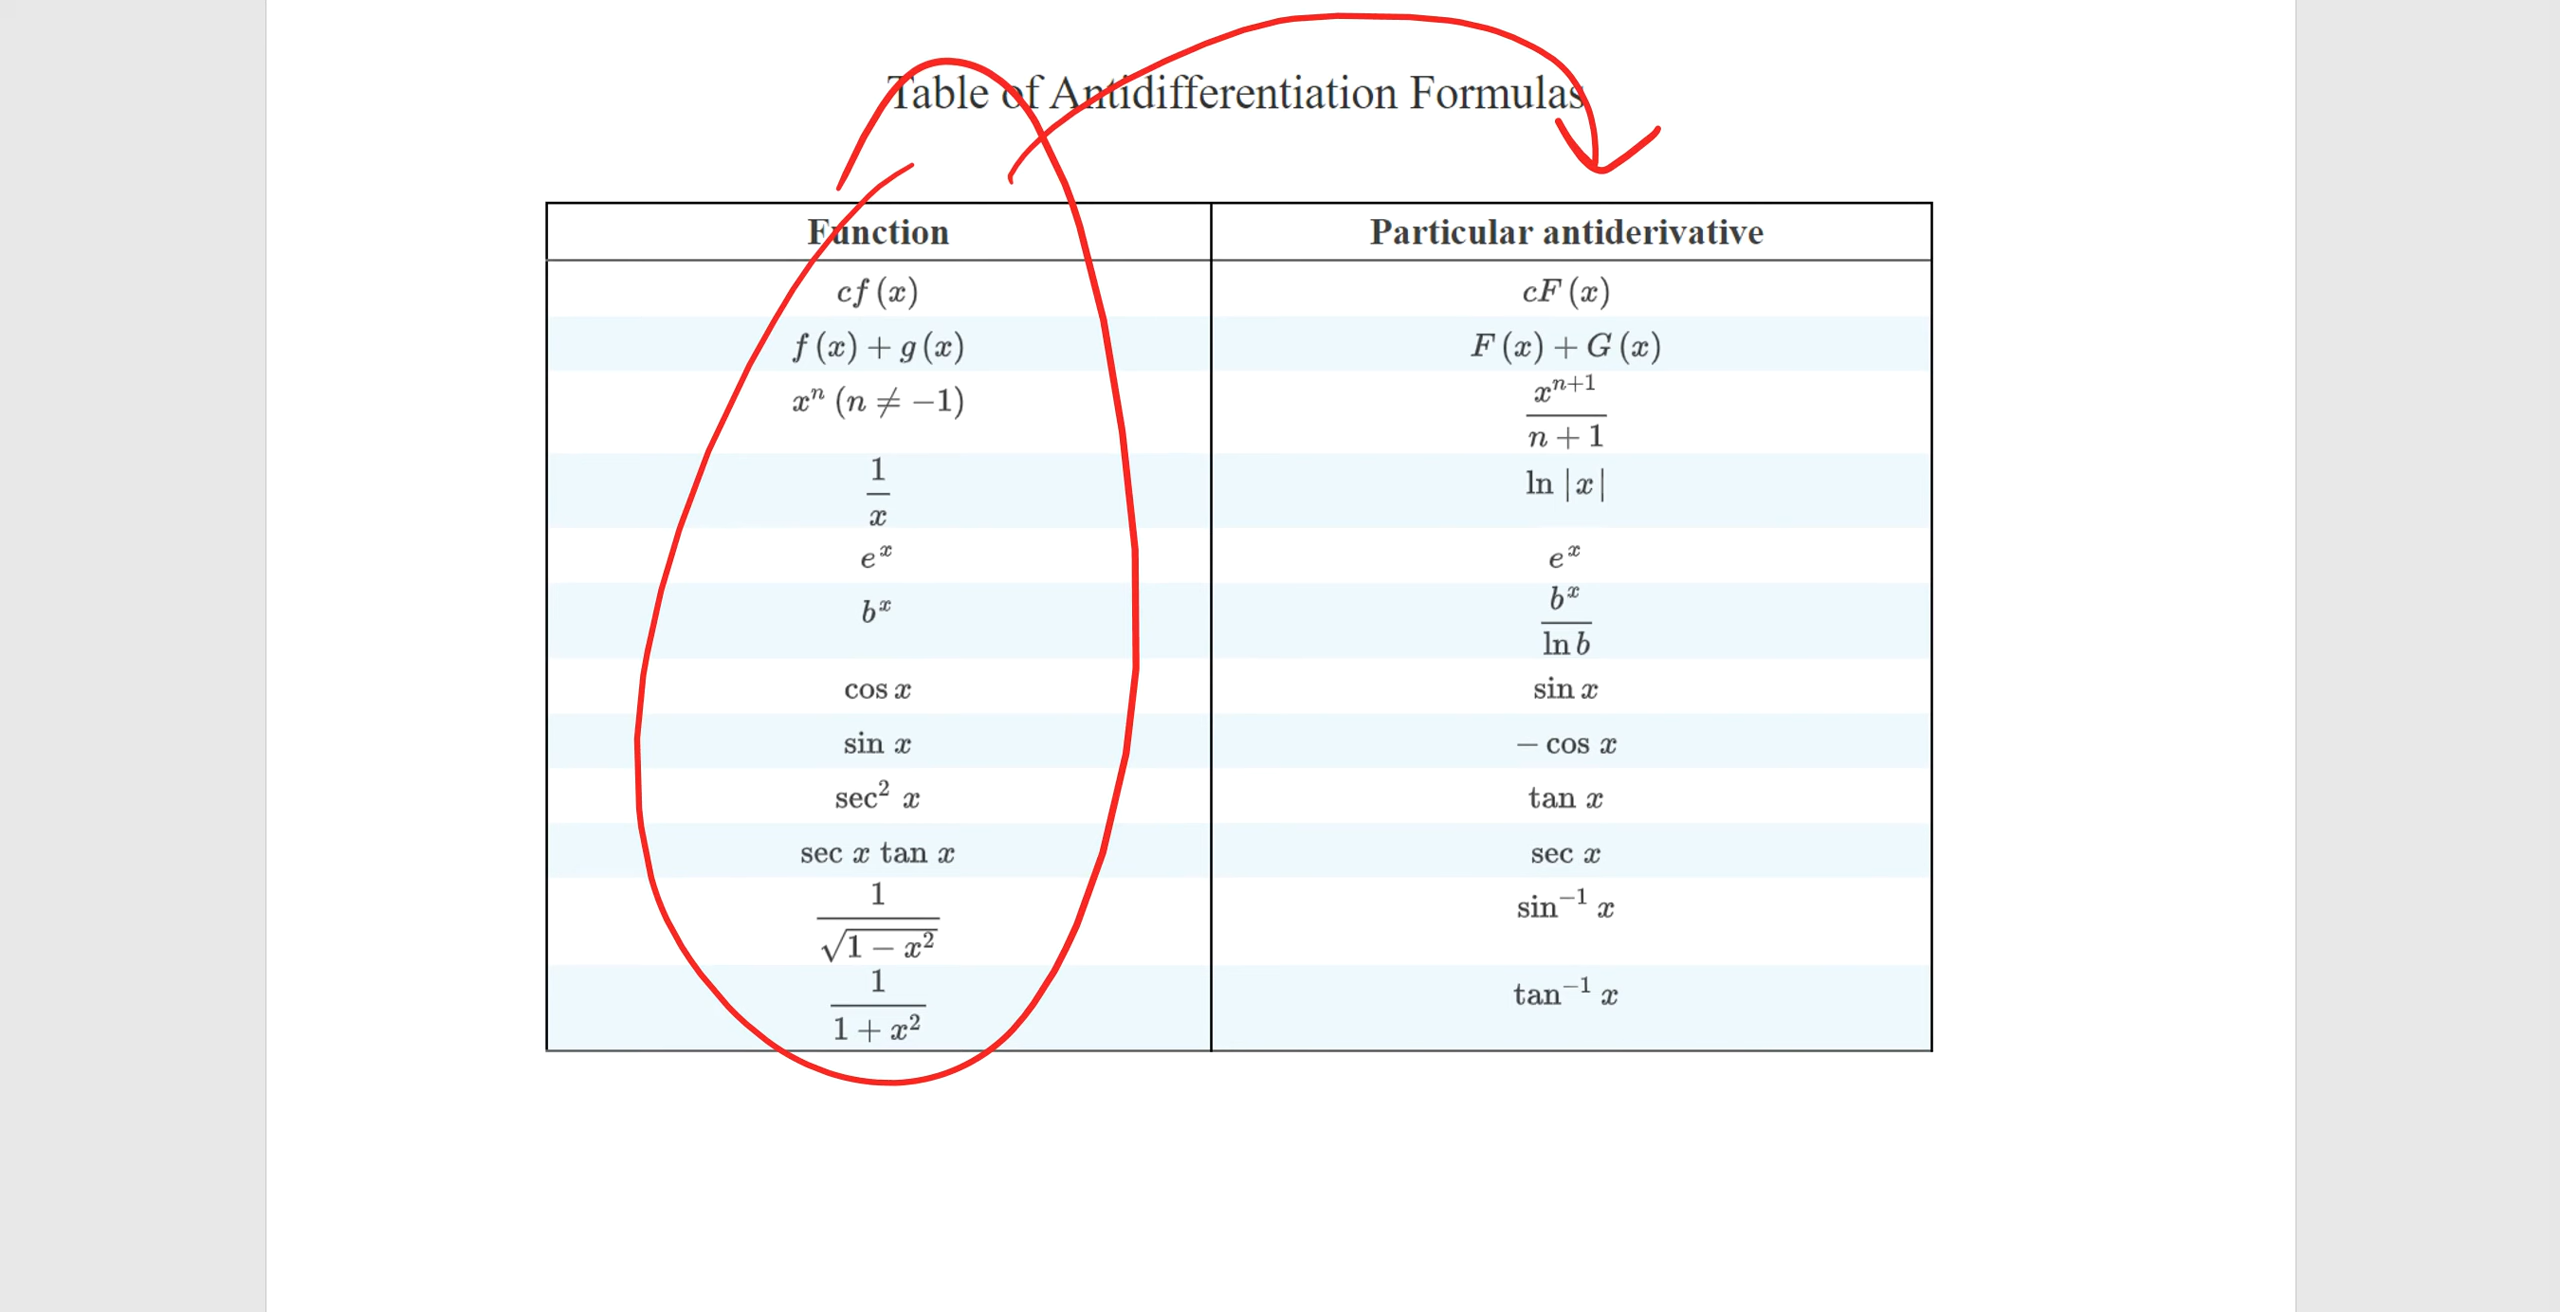 Table of Antidifferentiation Formulas
Function Particular antiderivative
cf (x) cF (x)
f (x) + g (x) F (x) + G (x)
xⁿ (n ≠ −1) xⁿ⁺¹/(n + 1)
1/x ln |x|
eˣ eˣ
bˣ bˣ/ln b
cos x sin x
sin x − cos x
sec² x tan x
sec x tan x sec x
1/√(1 − x²) sin⁻¹ x
1/(1 + x²) tan⁻¹ x